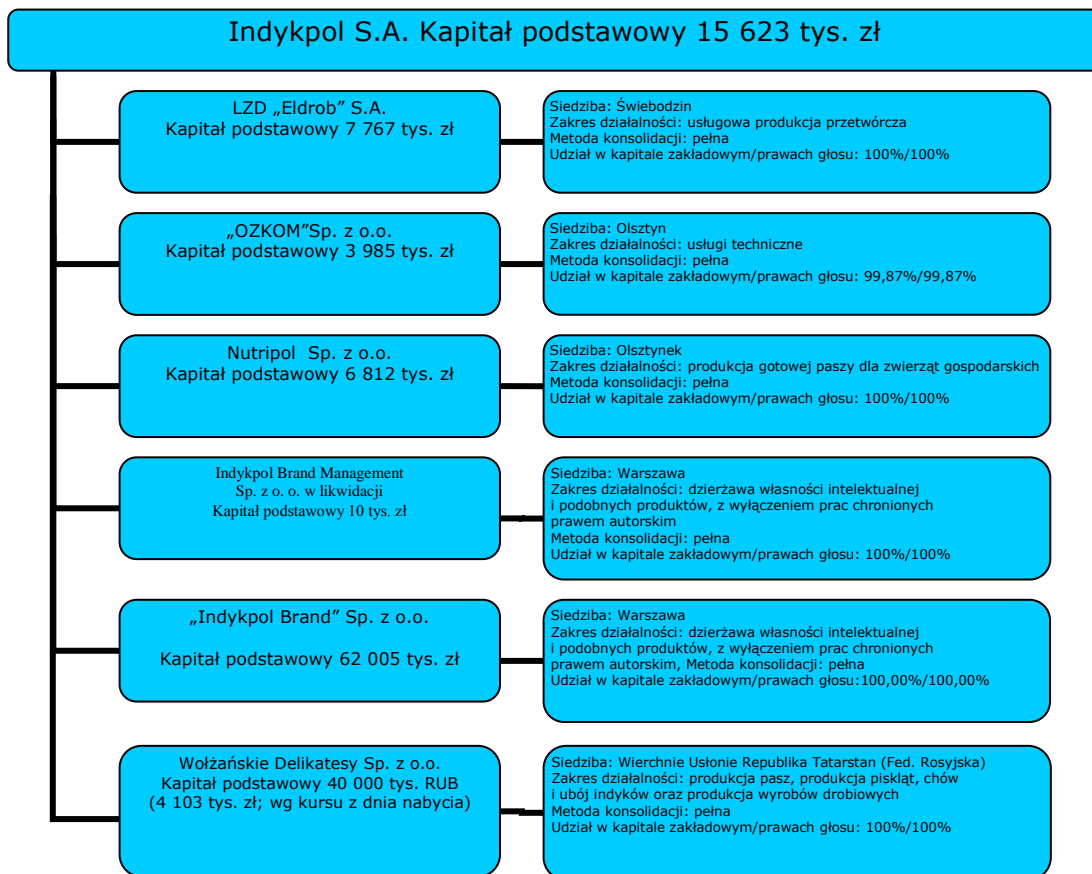 Indykpol S.A. Kapitał podstawowy 15 623 tys. zł
LZD „Eldrob” S.A.
Kapitał podstawowy 7 767 tys. zł
Siedziba: Świebodzin
Zakres działalności: usługowa produkcja przetwórcza
Metoda konsolidacji: pełna
Udział w kapitale zakładowym/prawach głosu: 100%/100%
„OZKOM”Sp. z o.o.
Kapitał podstawowy 3 985 tys. zł
Siedziba: Olsztyn
Zakres działalności: usługi techniczne
Metoda konsolidacji: pełna
Udział w kapitale zakładowym/prawach głosu: 99,87%/99,87%
Nutripol Sp. z o.o.
Kapitał podstawowy 6 812 tys. zł
Siedziba: Olsztynek
Zakres działalności: produkcja gotowej paszy dla zwierząt gospodarskich
Metoda konsolidacji: pełna
Udział w kapitale zakładowym/prawach głosu: 100%/100%
Indykpol Brand Management
Sp. z o. o. w likwidacji
Kapitał podstawowy 10 tys. zł
Siedziba: Warszawa
Zakres działalności: dzierżawa własności intelektualnej
i podobnych produktów, z wyłączeniem prac chronionych
prawem autorskim
Metoda konsolidacji: pełna
Udział w kapitale zakładowym/prawach głosu: 100%/100%
„Indykpol Brand” Sp. z o.o.
Kapitał podstawowy 62 005 tys. zł
Siedziba: Warszawa
Zakres działalności: dzierżawa własności intelektualnej
i podobnych produktów, z wyłączeniem prac chronionych
prawem autorskim, Metoda konsolidacji: pełna
Udział w kapitale zakładowym/prawach głosu:100,00%/100,00%
Wołżańskie Delikatesy Sp. z o.o.
Kapitał podstawowy 40 000 tys. RUB
(4 103 tys. zł; wg kursu z dnia nabycia)
Siedziba: Wierchnie Usłonie Republika Tatarstan (Fed. Rosyjska)
Zakres działalności: produkcja pasz, produkcja piskląt, chów
i ubój indyków oraz produkcja wyrobów drobiowych
Metoda konsolidacji: pełna
Udział w kapitale zakładowym/prawach głosu: 100%/100%